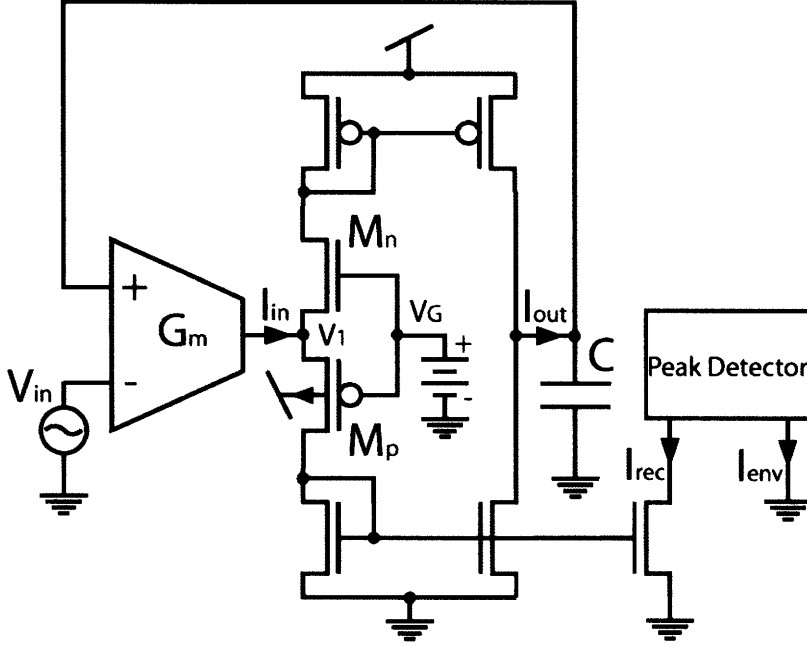 Mn
+
Gm
Iin
V1
VG
+
-
Iout
C
Vin
-
Mp
Peak Detector
Irec
Ienv